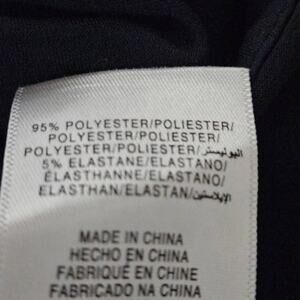 95% POLYESTER/POLIESTER/
POLYESTER/POLIESTER/
POLYESTER/POLIESTER/البوليستر
5% ELASTANE/ELASTANO/
ÉLASTHANNE/ELASTANO/
ELASTHAN/ELASTAN/الإيلاستين
MADE IN CHINA
HECHO EN CHINA
FABRIQUÉ EN CHINE
FABRICADO NA CHINA